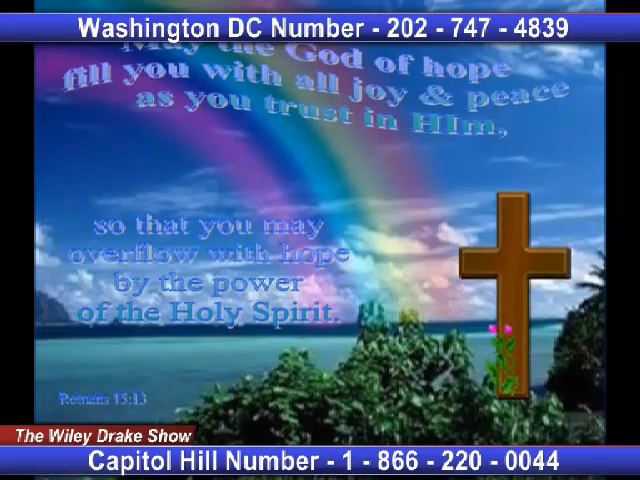 Washington DC Number - 202 - 747 - 4839
May the God of hope
fill you with all joy & peace
as you trust in HIm,
so that you may
overflow with hope
by the power
of the Holy Spirit.
Romans 15:13
The Wiley Drake Show
Capitol Hill Number - 1 - 866 - 220 - 0044